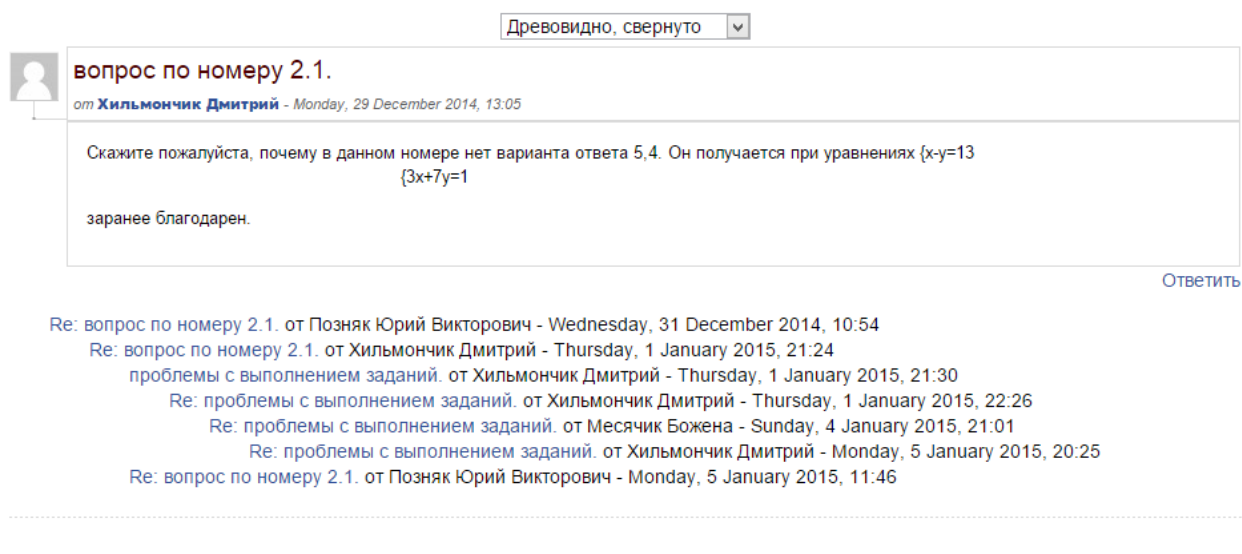 Древовидно, свернуто
вопрос по номеру 2.1.
от Хильмончик Дмитрий - Monday, 29 December 2014, 13:05
Скажите пожалуйста, почему в данном номере нет варианта ответа 5,4. Он получается при уравнениях {x-y=13
{3x+7y=1
заранее благодарен.
Ответить
Re: вопрос по номеру 2.1. от Позняк Юрий Викторович - Wednesday, 31 December 2014, 10:54
Re: вопрос по номеру 2.1. от Хильмончик Дмитрий - Thursday, 1 January 2015, 21:24
проблемы с выполнением заданий. от Хильмончик Дмитрий - Thursday, 1 January 2015, 21:30
Re: проблемы с выполнением заданий. от Хильмончик Дмитрий - Thursday, 1 January 2015, 22:26
Re: проблемы с выполнением заданий. от Месячик Божена - Sunday, 4 January 2015, 21:01
Re: проблемы с выполнением заданий. от Хильмончик Дмитрий - Monday, 5 January 2015, 20:25
Re: вопрос по номеру 2.1. от Позняк Юрий Викторович - Monday, 5 January 2015, 11:46